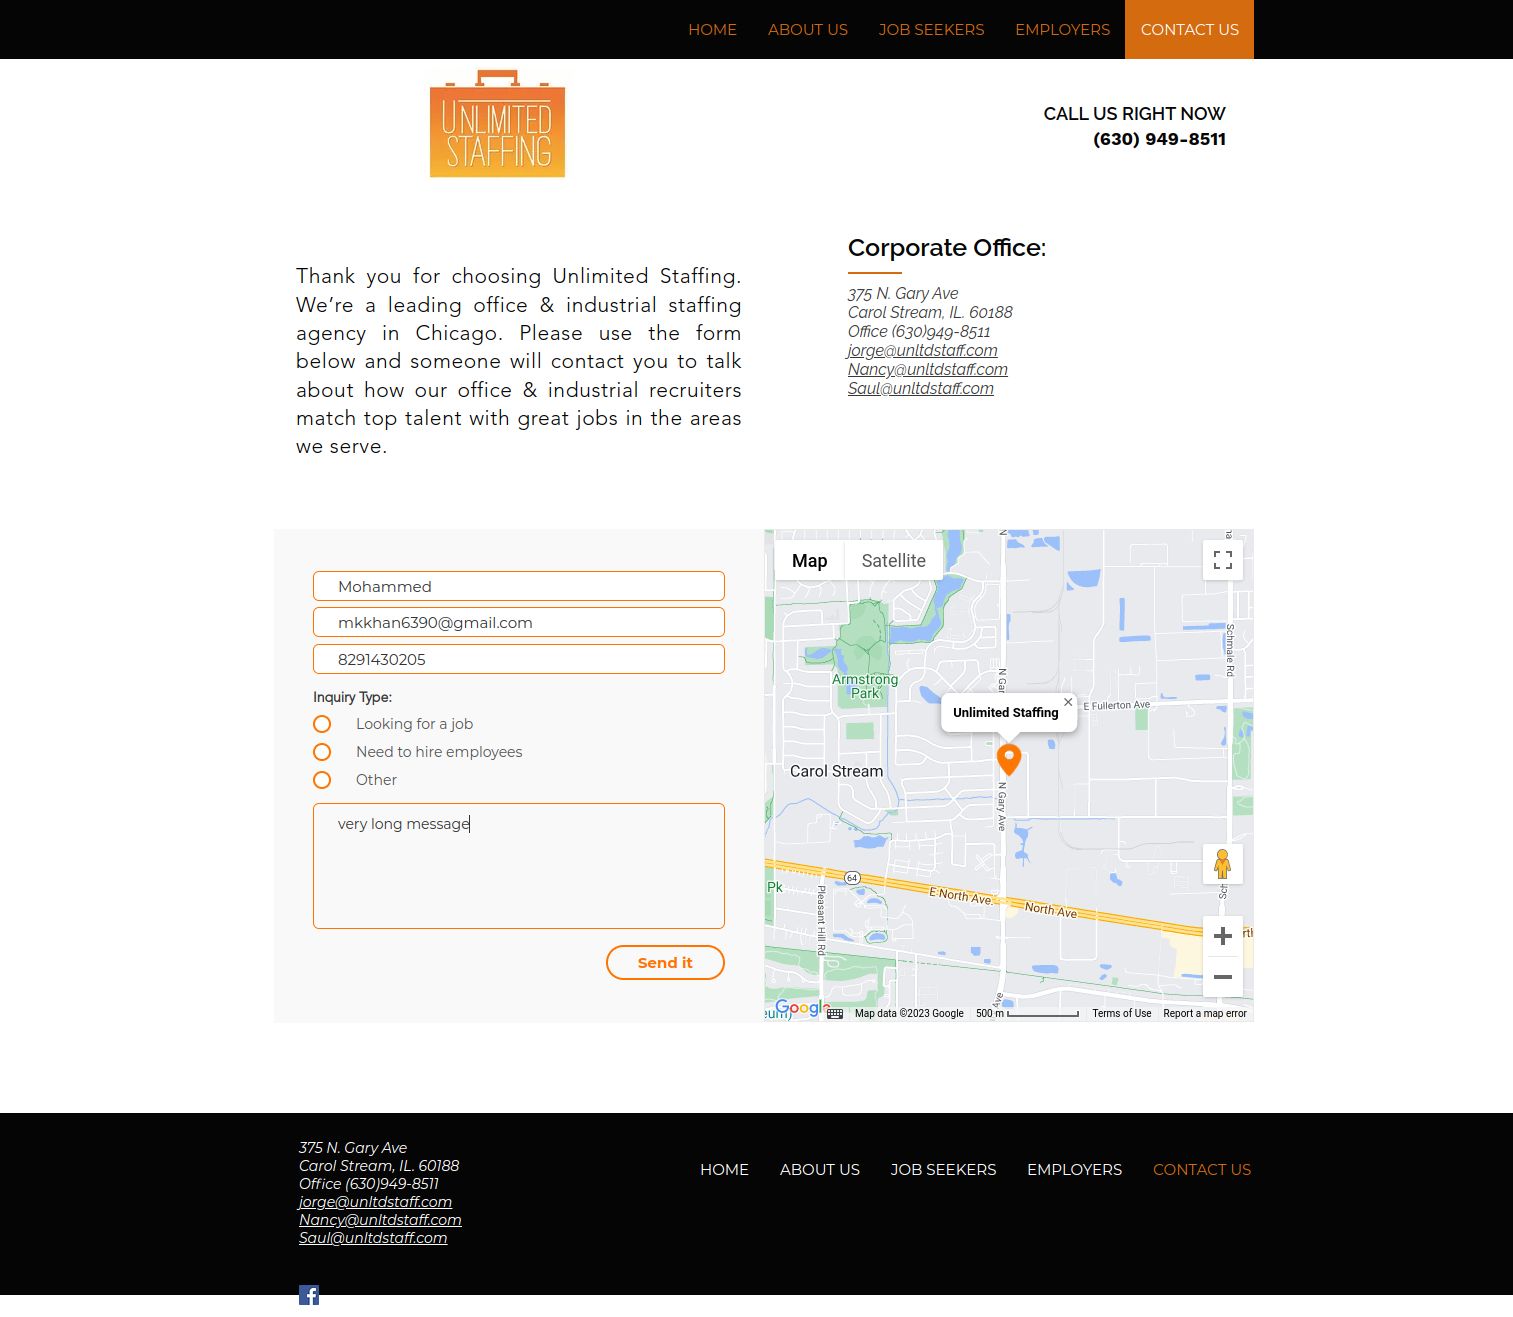 HOME ABOUT US JOB SEEKERS EMPLOYERS CONTACT US
UNLIMITED
STAFFING
CALL US RIGHT NOW
(630) 949-8511
Thank you for choosing Unlimited Staffing.
We’re a leading office & industrial staffing
agency in Chicago. Please use the form
below and someone will contact you to talk
about how our office & industrial recruiters
match top talent with great jobs in the areas
we serve.
Corporate Office:
375 N. Gary Ave
Carol Stream, IL. 60188
Office (630)949-8511
jorge@unltdstaff.com
Nancy@unltdstaff.com
Saul@unltdstaff.com
Mohammed
mkkhan6390@gmail.com
8291430205
Inquiry Type:
Looking for a job
Need to hire employees
Other
very long message
Send it
Map Satellite
Schmale Rd
Armstrong
Park
N Gar
E Fullerton Ave
Unlimited Staffing
Carol Stream
N Gary Ave
64
E North Ave.
North Ave
Pk
Pleasant Hill Rd
Sch
Ave
Google
Map data ©2023 Google 500 m Terms of Use Report a map error
375 N. Gary Ave
Carol Stream, IL. 60188
Office (630)949-8511
jorge@unltdstaff.com
Nancy@unltdstaff.com
Saul@unltdstaff.com
HOME ABOUT US JOB SEEKERS EMPLOYERS CONTACT US